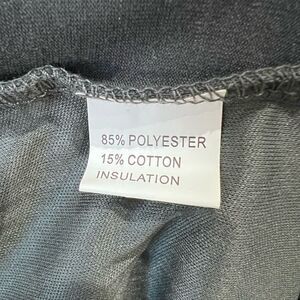 85% POLYESTER
15% COTTON
INSULATION